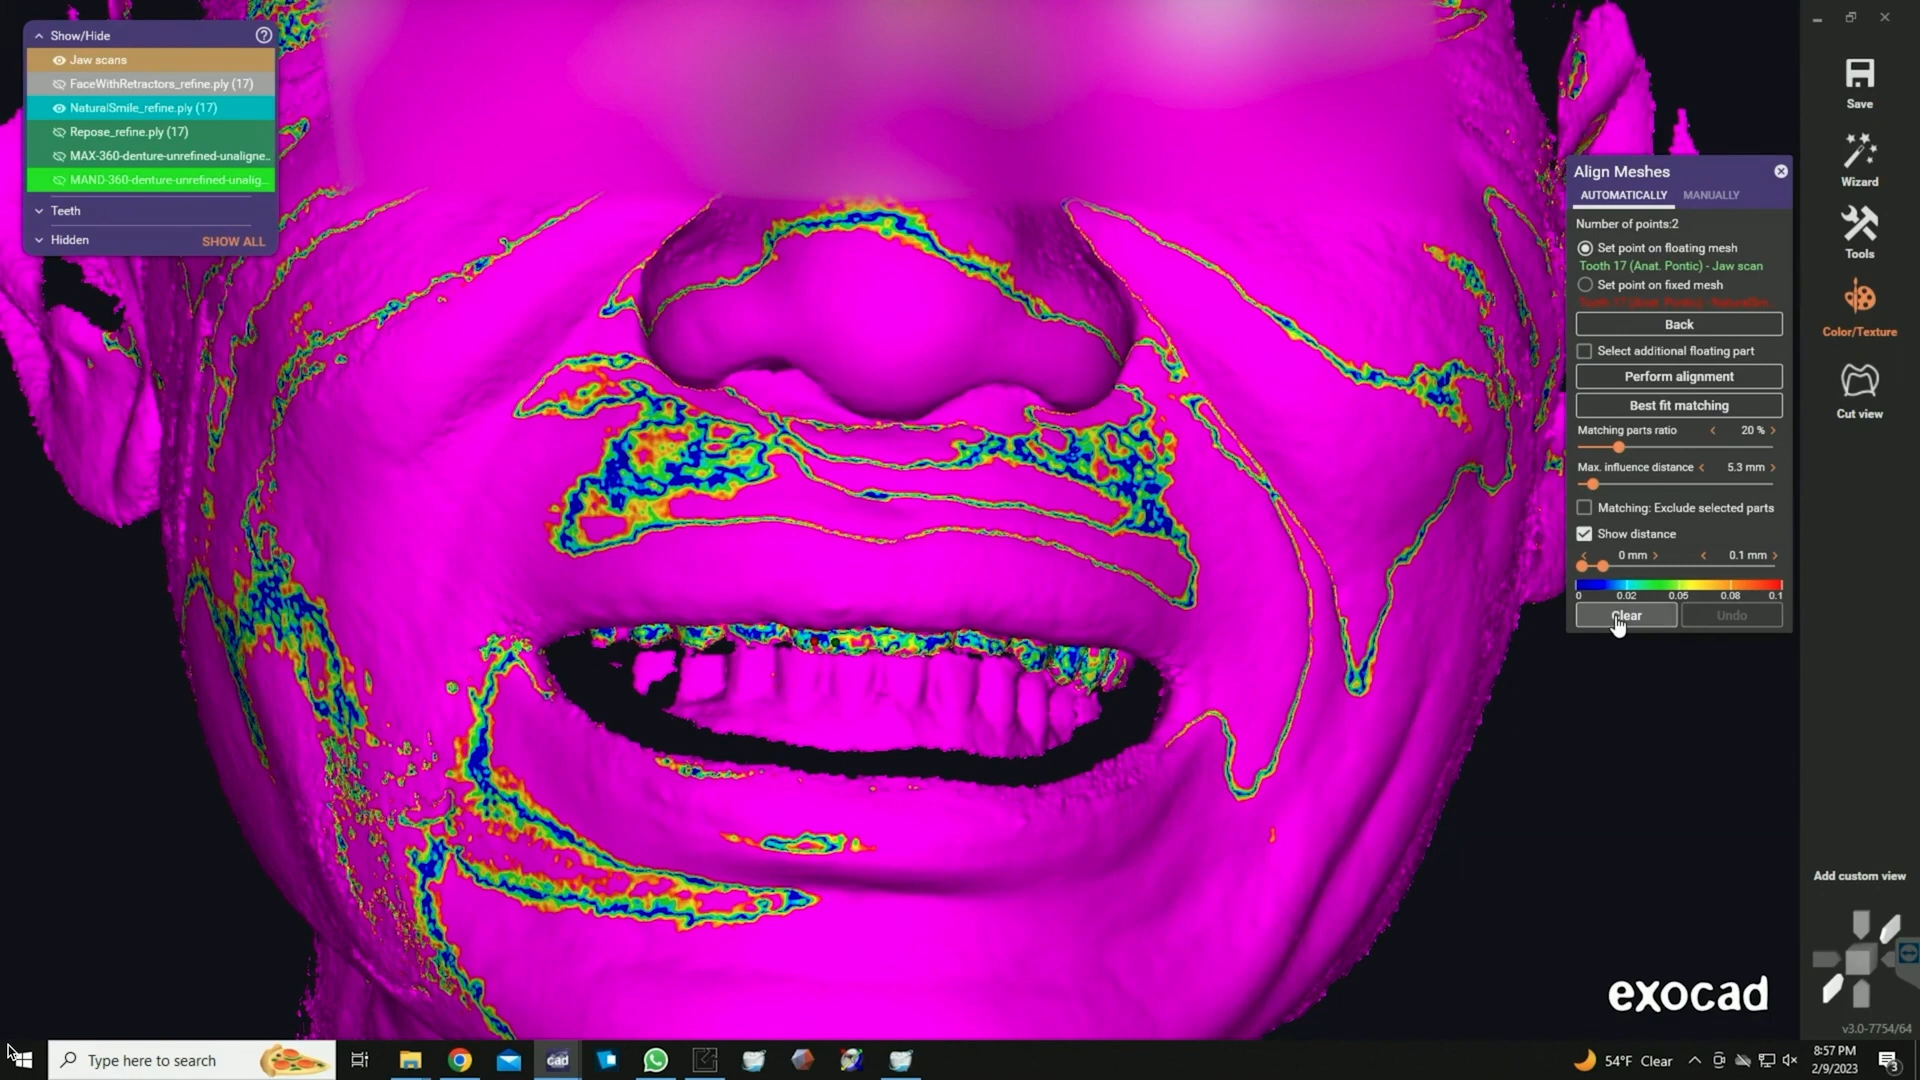 Show/Hide
Jaw scans
FaceWithRetractors_refine.ply (17)
NaturalSmile_refine.ply (17)
Repose_refine.ply (17)
MAX-360-denture-unrefined-unaligne..
MAND-360-denture-unrefined-unalig...
Teeth
Hidden SHOW ALL
Align Meshes
AUTOMATICALLY MANUALLY
Number of points:2
Set point on floating mesh
Tooth 17 (Anat. Pontic) - Jaw scan
Set point on fixed mesh
Back
Select additional floating part
Perform alignment
Best fit matching
Matching parts ratio 20 %
Max. influence distance 5.3 mm
Matching: Exclude selected parts
Show distance
0 mm 0.1 mm
0 0.02 0.05 0.08 0.1
Clear Undo
Save
Wizard
Tools
Color/Texture
Cut view
Add custom view
exocad
v3.0-7754/64
Type here to search
cad
54°F Clear
8:57 PM
2/9/2023
3